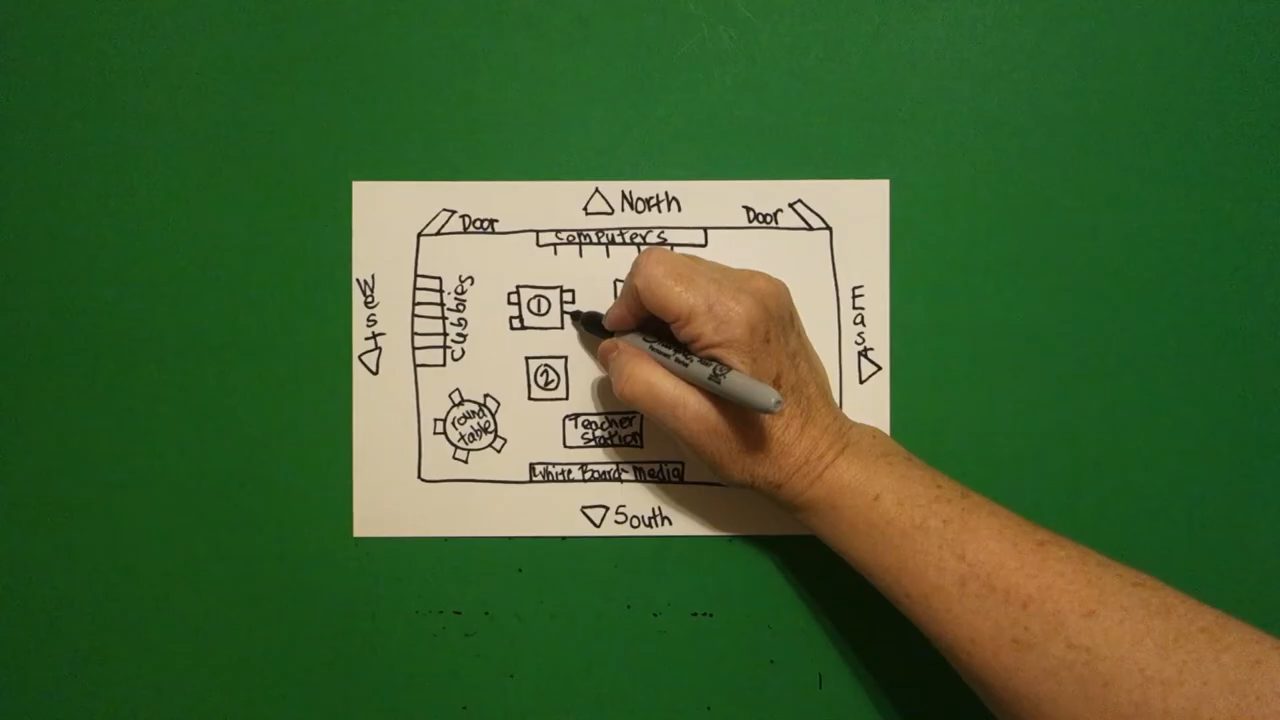 North
Door
Door
Computers
West
Cubbies
East
1
2
round
table
Teacher
Station
White Board-Media
South